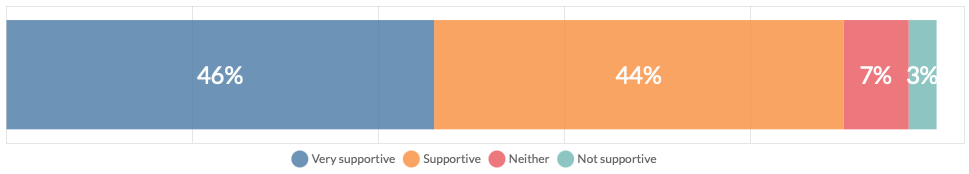 46% 44% 7% 3%
Very supportive Supportive Neither Not supportive